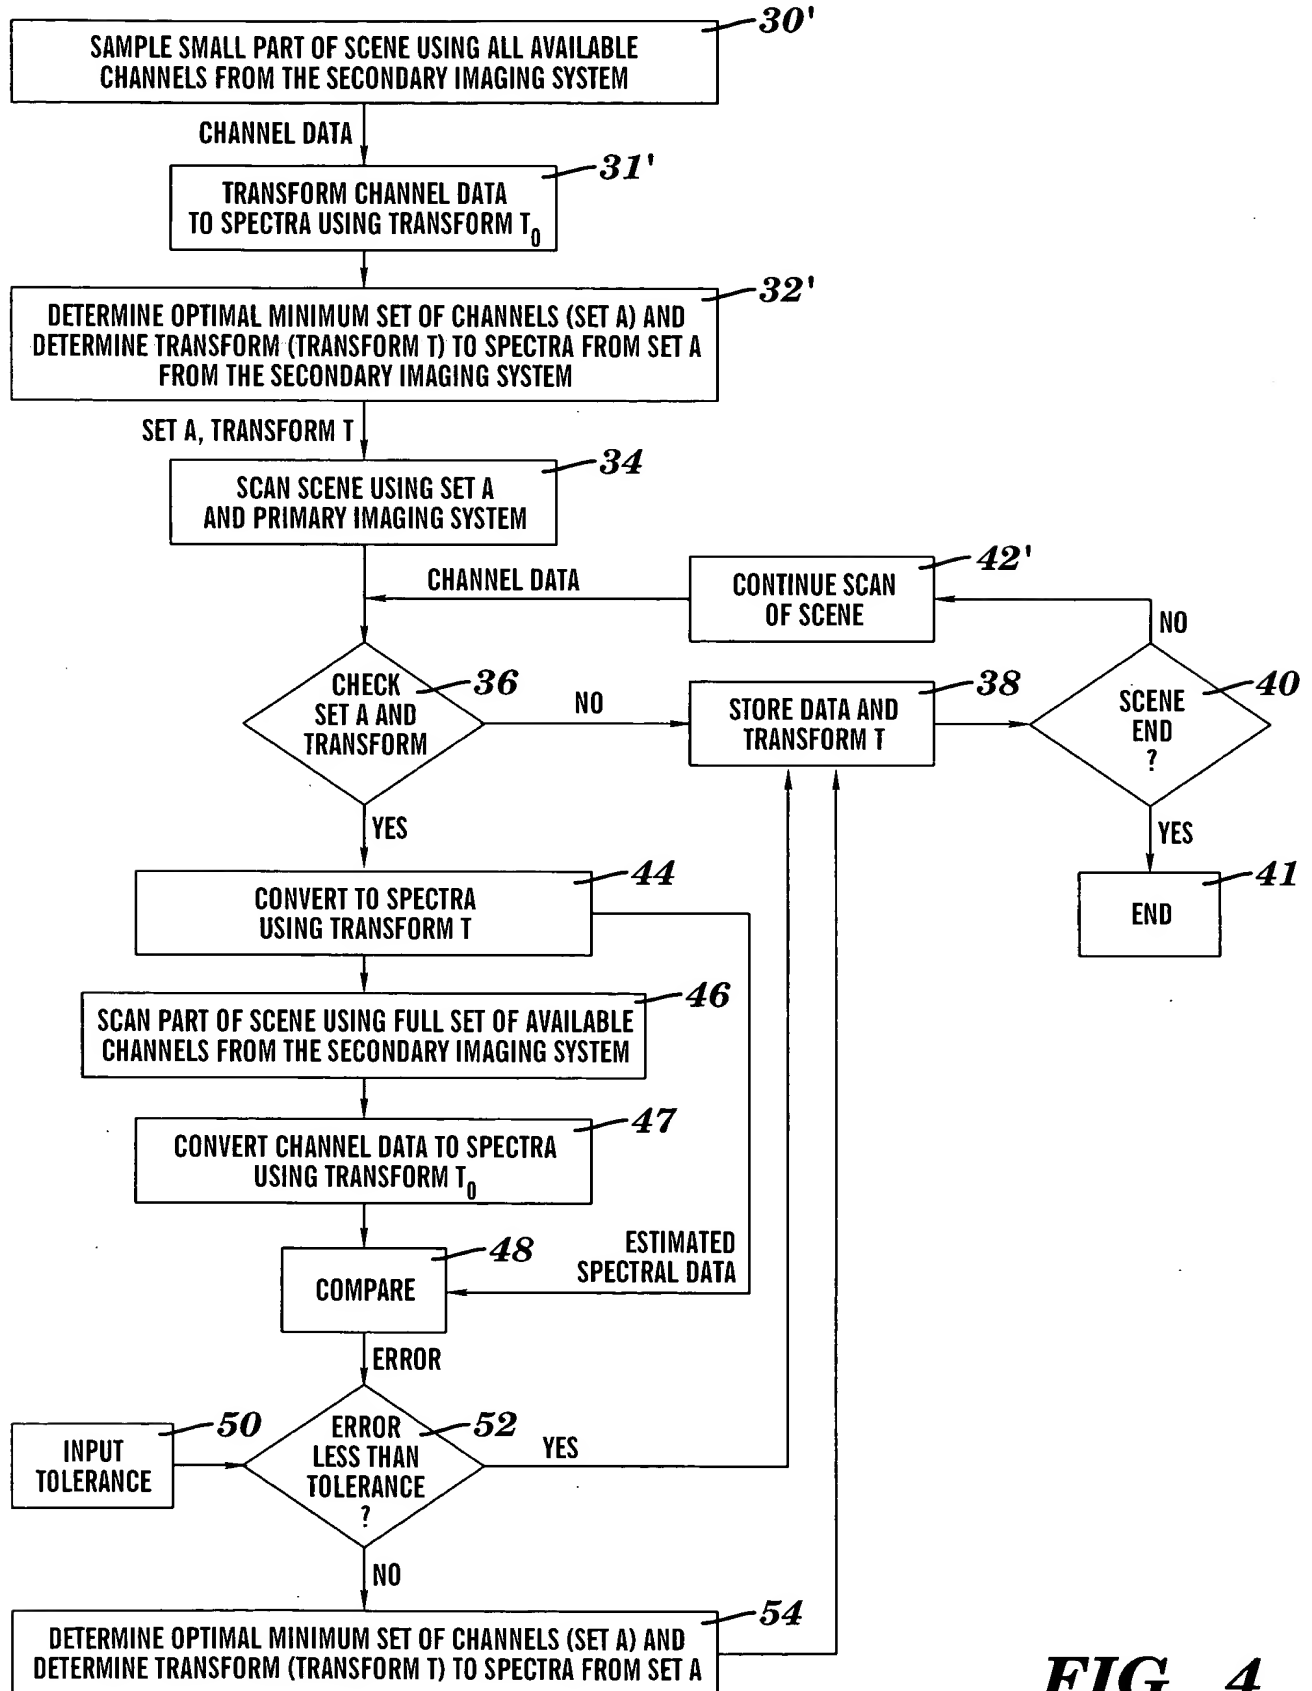 30'
SAMPLE SMALL PART OF SCENE USING ALL AVAILABLE
CHANNELS FROM THE SECONDARY IMAGING SYSTEM
CHANNEL DATA
31'
TRANSFORM CHANNEL DATA
TO SPECTRA USING TRANSFORM T0
32'
DETERMINE OPTIMAL MINIMUM SET OF CHANNELS (SET A) AND
DETERMINE TRANSFORM (TRANSFORM T) TO SPECTRA FROM SET A
FROM THE SECONDARY IMAGING SYSTEM
SET A, TRANSFORM T
34
SCAN SCENE USING SET A
AND PRIMARY IMAGING SYSTEM
42'
CHANNEL DATA
CONTINUE SCAN
OF SCENE
NO
CHECK
SET A AND
TRANSFORM
36
NO
38
STORE DATA AND
TRANSFORM T
40
SCENE
END
?
YES
YES
44
CONVERT TO SPECTRA
USING TRANSFORM T
41
END
46
SCAN PART OF SCENE USING FULL SET OF AVAILABLE
CHANNELS FROM THE SECONDARY IMAGING SYSTEM
47
CONVERT CHANNEL DATA TO SPECTRA
USING TRANSFORM T0
48
COMPARE
ESTIMATED
SPECTRAL DATA
ERROR
50
INPUT
TOLERANCE
52
ERROR
LESS THAN
TOLERANCE
?
YES
NO
54
DETERMINE OPTIMAL MINIMUM SET OF CHANNELS (SET A) AND
DETERMINE TRANSFORM (TRANSFORM T) TO SPECTRA FROM SET A
FIG. 4